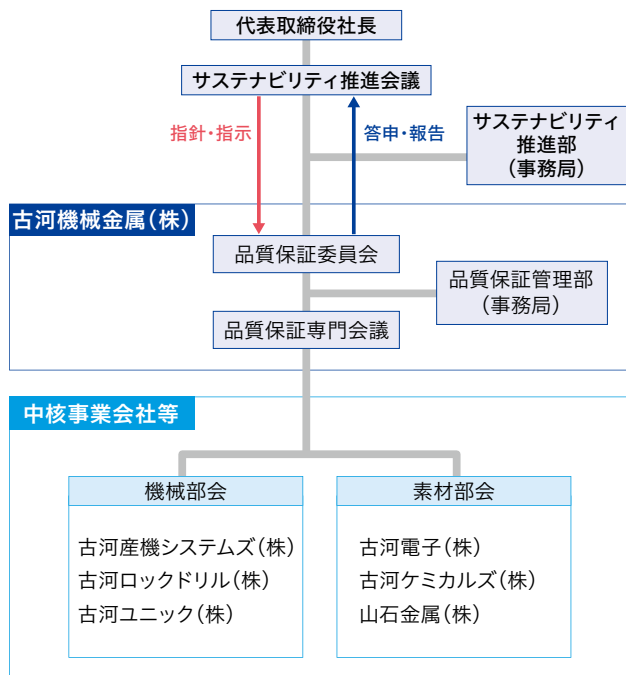 代表取締役社長
サステナビリティ推進会議
指針・指示
答申・報告
サステナビリティ
推進部
（事務局）
古河機械金属（株）
品質保証委員会
品質保証管理部
（事務局）
品質保証専門会議
中核事業会社等
機械部会
古河産機システムズ（株）
古河ロックドリル（株）
古河ユニック（株）
素材部会
古河電子（株）
古河ケミカルズ（株）
山石金属（株）